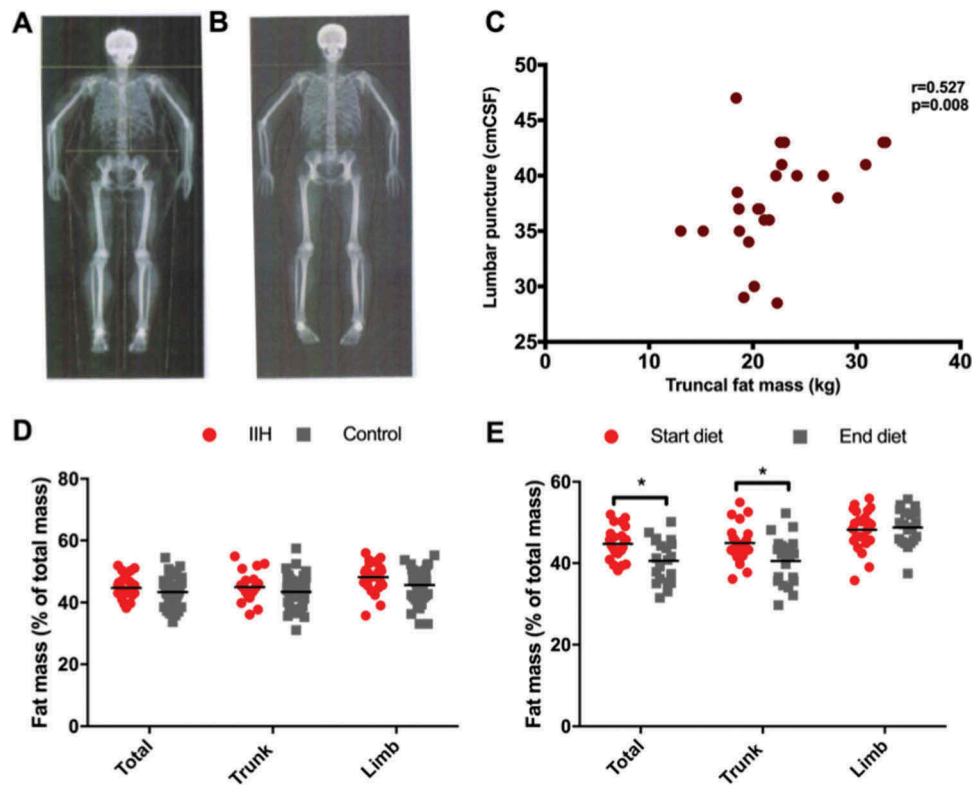 A
B
C
50
45
40
35
30
25
Lumbar puncture (cmCSF)
r=0.527
p=0.008
0
10
20
30
40
Truncal fat mass (kg)
D
IIH
Control
80
60
40
20
0
Fat mass (% of total mass)
Total
Trunk
Limb
E
Start diet
End diet
60
40
20
0
Fat mass (% of total mass)
*
*
Total
Trunk
Limb